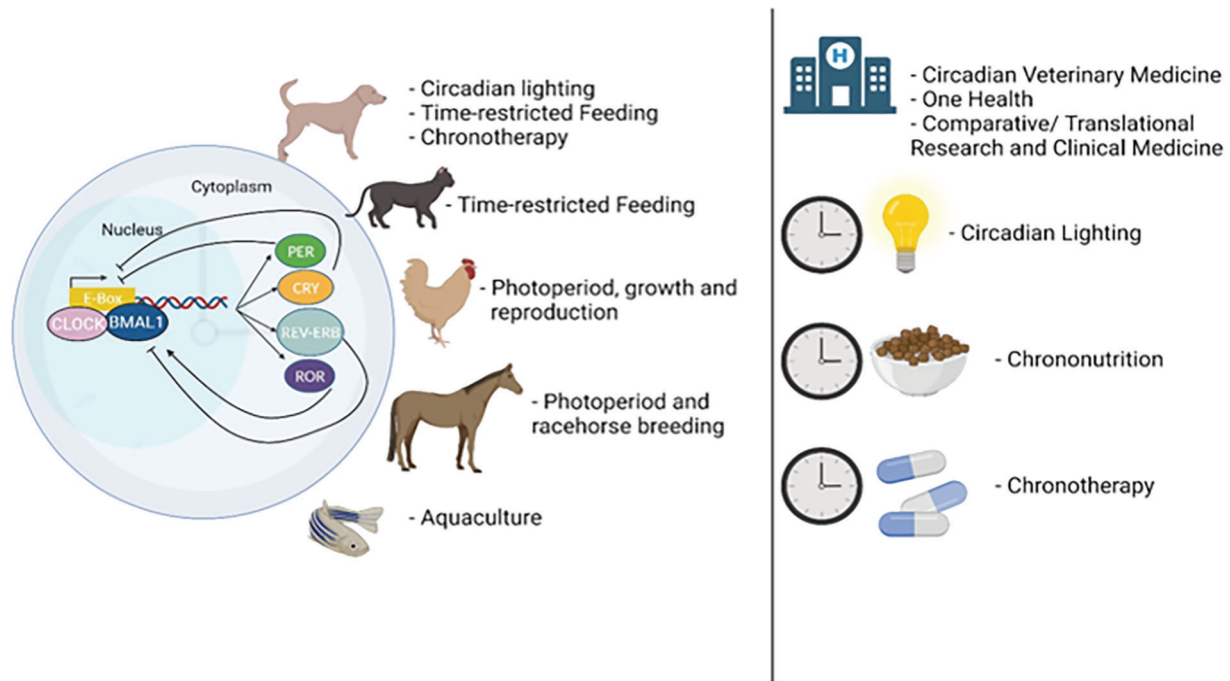 - Circadian lighting
- Time-restricted Feeding
- Chronotherapy
Cytoplasm
Nucleus
- Time-restricted Feeding
PER
CRY
E-Box
CLOCK
BMAL1
REV-ERB
ROR
- Photoperiod, growth and
reproduction
- Photoperiod and
racehorse breeding
- Aquaculture
H
- Circadian Veterinary Medicine
- One Health
- Comparative/ Translational
Research and Clinical Medicine
- Circadian Lighting
- Chrononutrition
- Chronotherapy